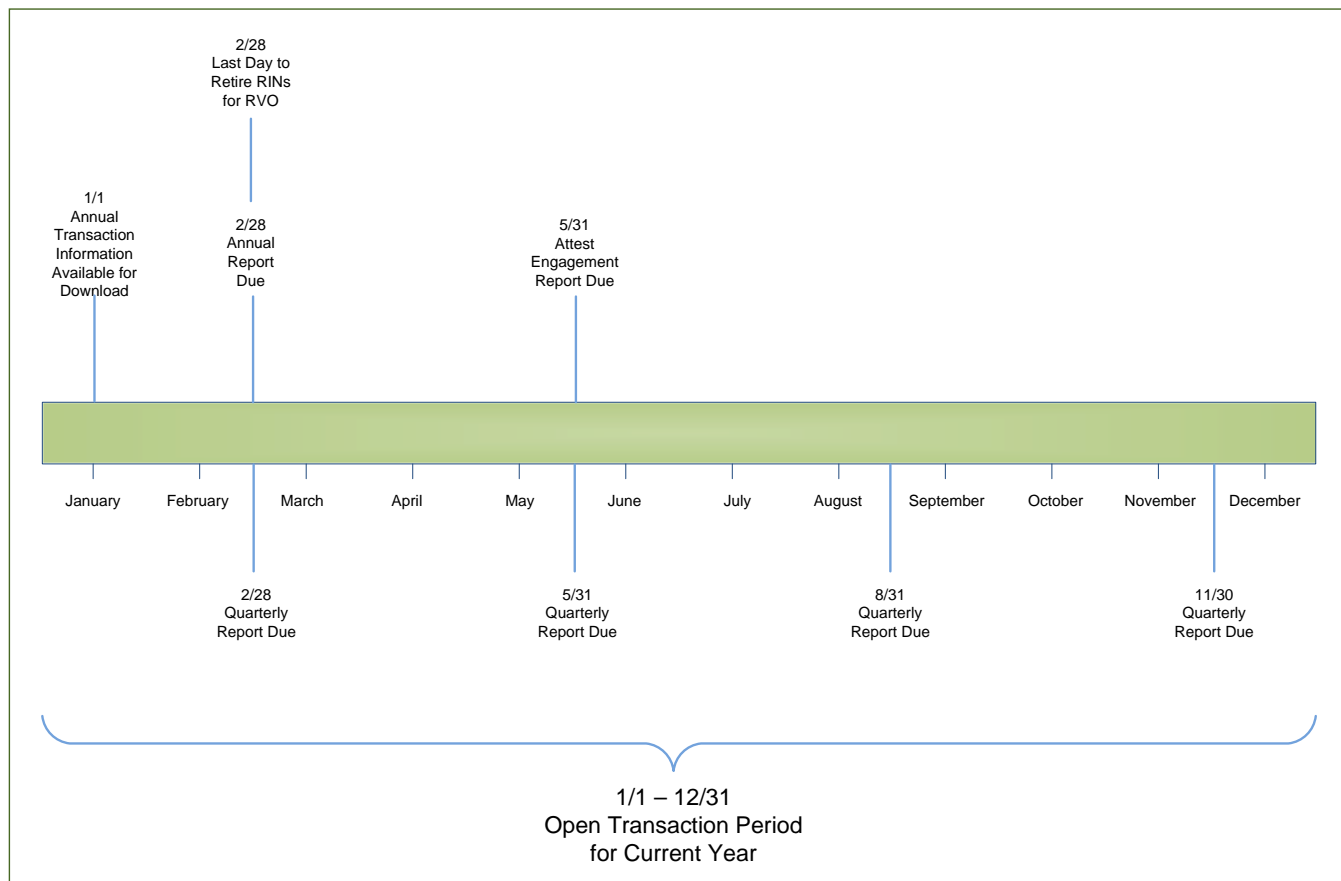 2/28
Last Day to
Retire RINs
for RVO
1/1
Annual
Transaction
Information
Available for
Download
2/28
Annual
Report
Due
5/31
Attest
Engagement
Report Due
January
February
March
April
May
June
July
August
September
October
November
December
2/28
Quarterly
Report Due
5/31
Quarterly
Report Due
8/31
Quarterly
Report Due
11/30
Quarterly
Report Due
1/1 – 12/31
Open Transaction Period
for Current Year